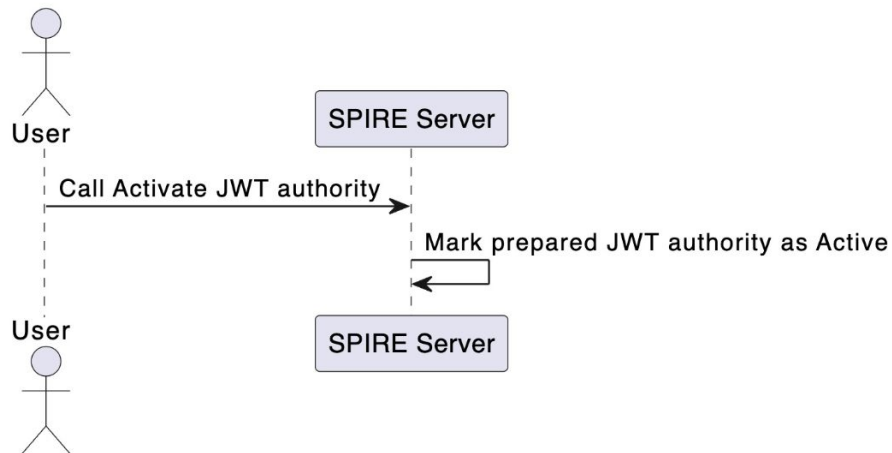 User
SPIRE Server
Call Activate JWT authority
Mark prepared JWT authority as Active
User
SPIRE Server